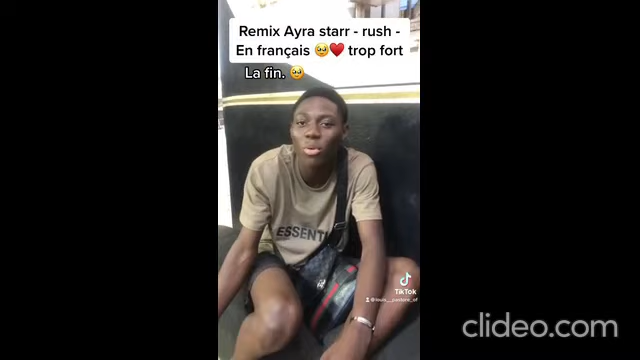 Remix Ayra starr - rush -
En français 🥹♥️ trop fort
La fin. 🥹
ESSENTI
TikTok
clideo.com